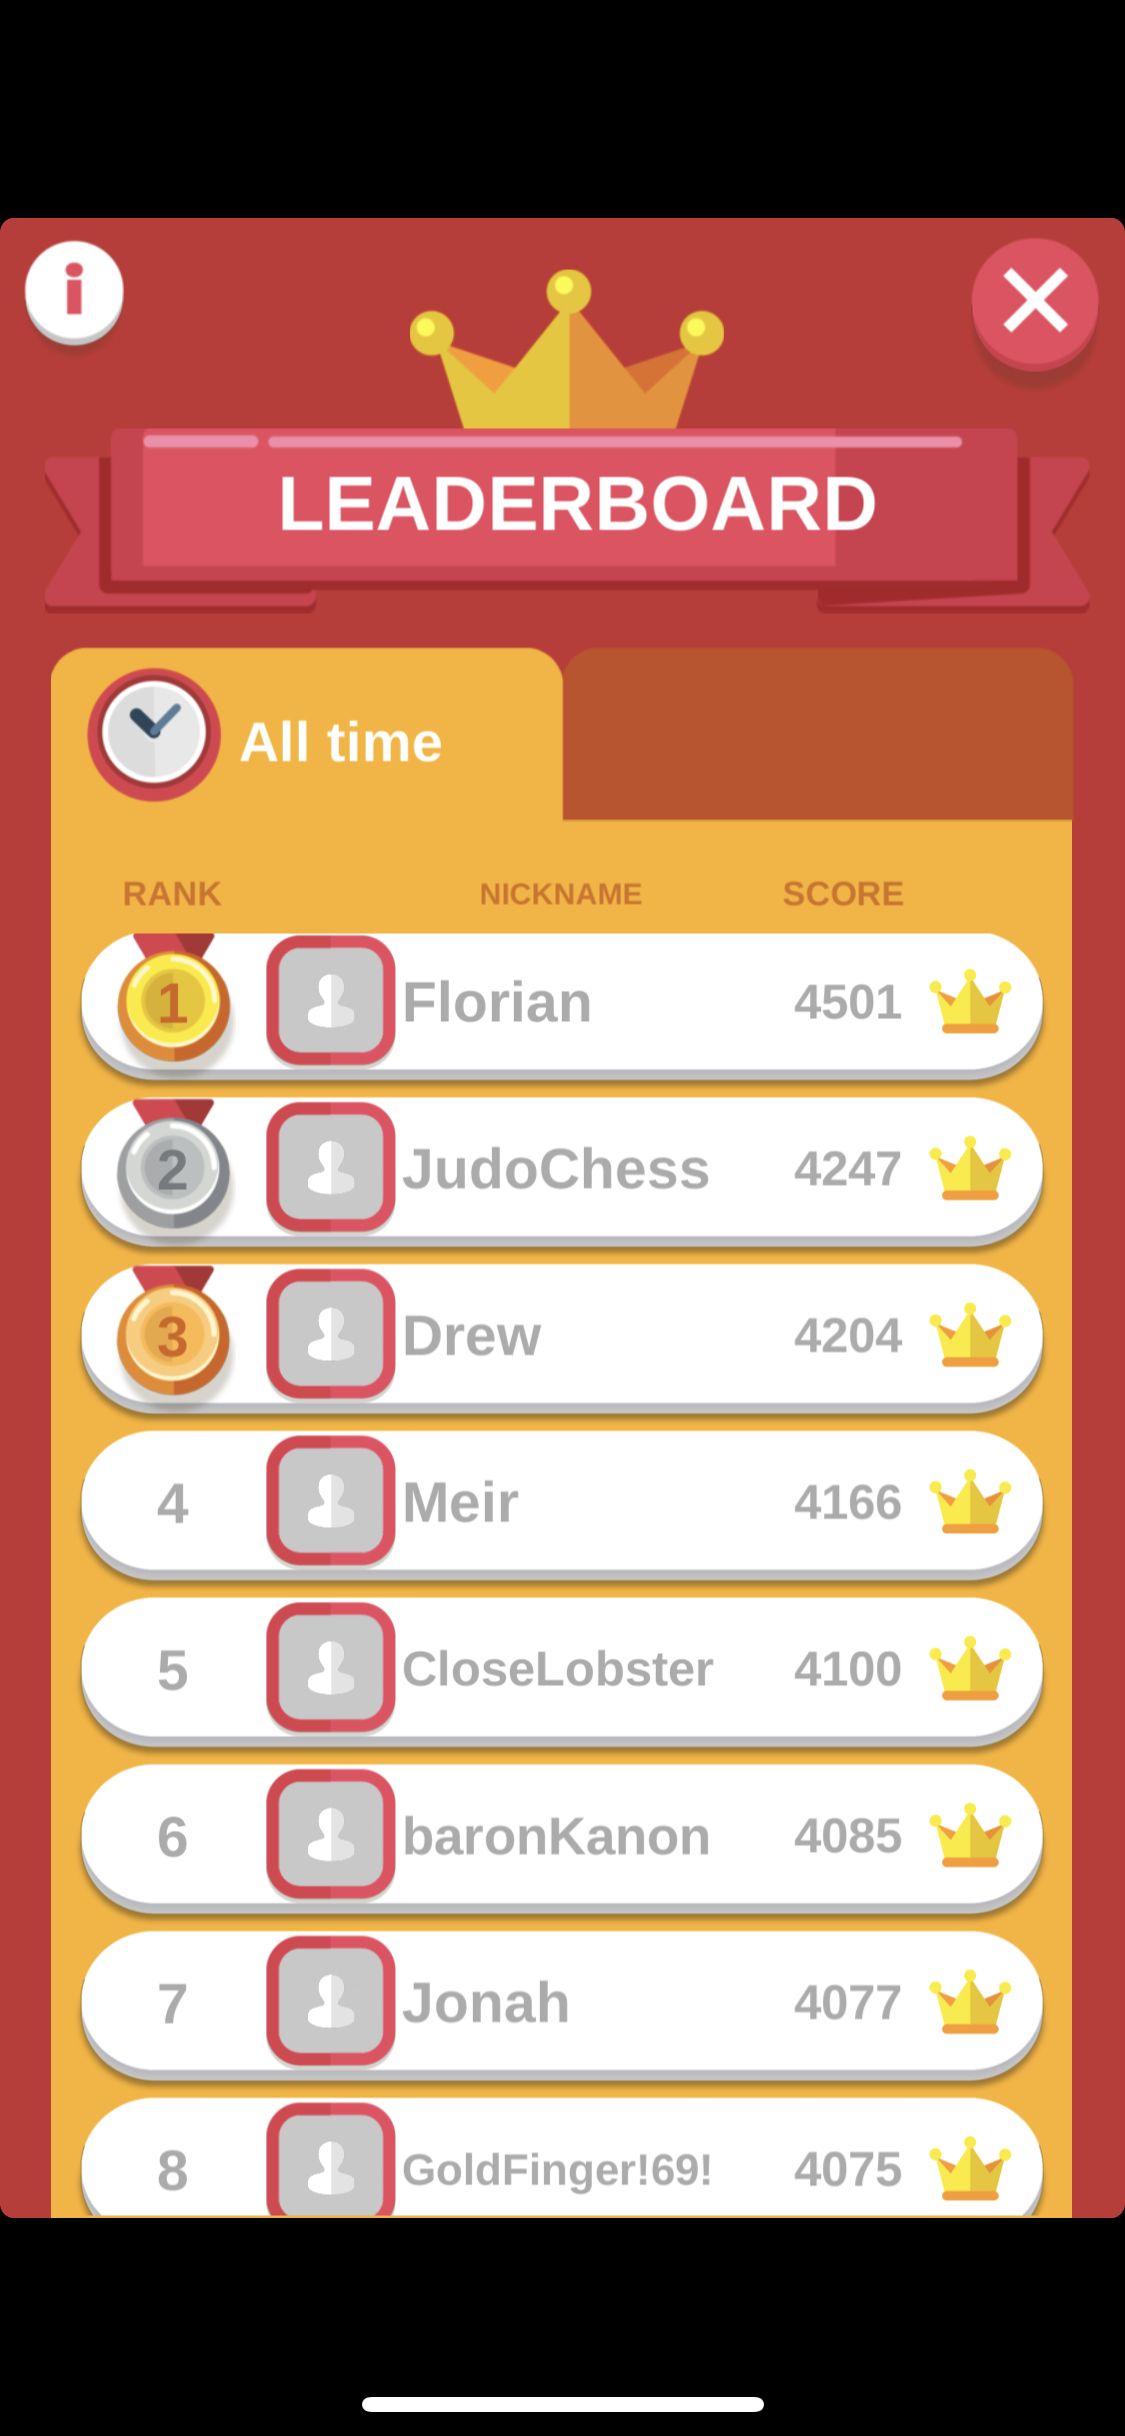 i
LEADERBOARD
All time
RANK NICKNAME SCORE
1 Florian 4501
2 JudoChess 4247
3 Drew 4204
4 Meir 4166
5 CloseLobster 4100
6 baronKanon 4085
7 Jonah 4077
8 GoldFinger!69! 4075